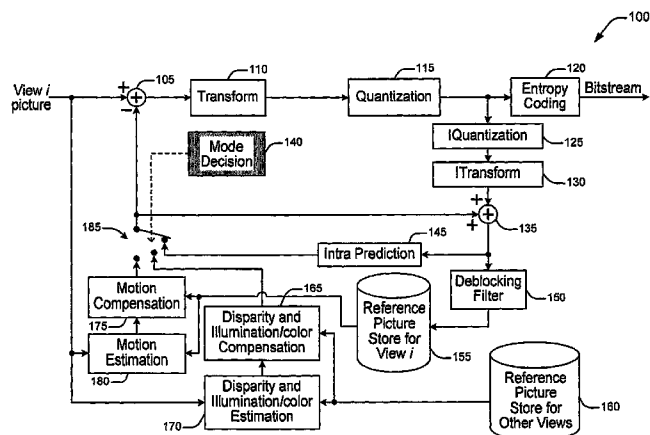 100
View i
picture
+
−
+
105
110
Transform
115
Quantization
120
Entropy
Coding
Bitstream
IQuantization
125
ITransform
130
Mode
Decision
140
+
+
+
135
185
145
Intra Prediction
Deblocking
Filter
150
Motion
Compensation
175
165
Disparity and
Illumination/color
Compensation
Reference
Picture
Store for
View i
155
Motion
Estimation
180
Disparity and
Illumination/color
Estimation
170
Reference
Picture
Store for
Other Views
160